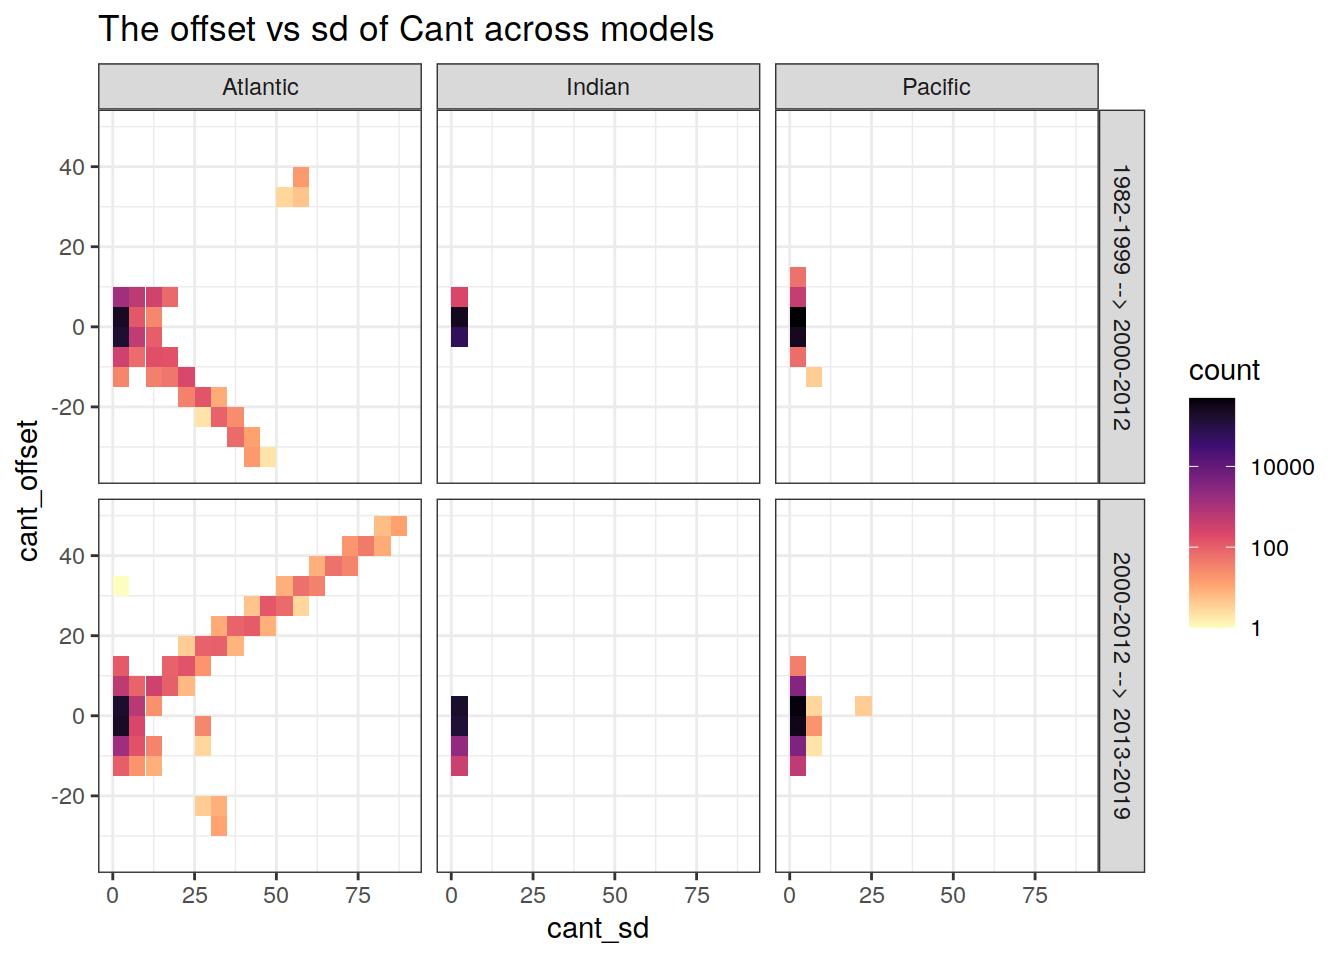 The offset vs sd of Cant across models
Atlantic
Indian
Pacific
40
20
0
-20
1982-1999 --> 2000-2012
40
20
0
-20
2000-2012 --> 2013-2019
0
25
50
75
0
25
50
75
0
25
50
75
cant_sd
cant_offset
count
10000
100
1